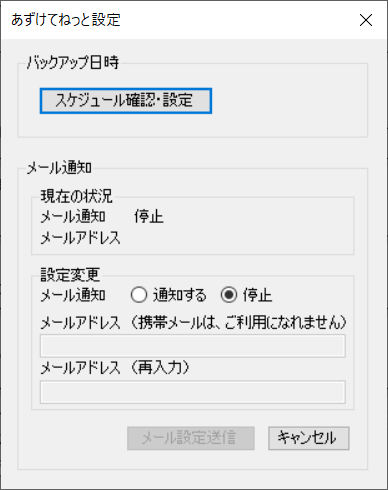 あずけてねっと設定
バックアップ日時
スケジュール確認・設定
メール通知
現在の状況
メール通知 停止
メールアドレス
設定変更
メール通知 通知する 停止
メールアドレス （携帯メールは、ご利用になれません）
メールアドレス （再入力）
メール設定送信 キャンセル